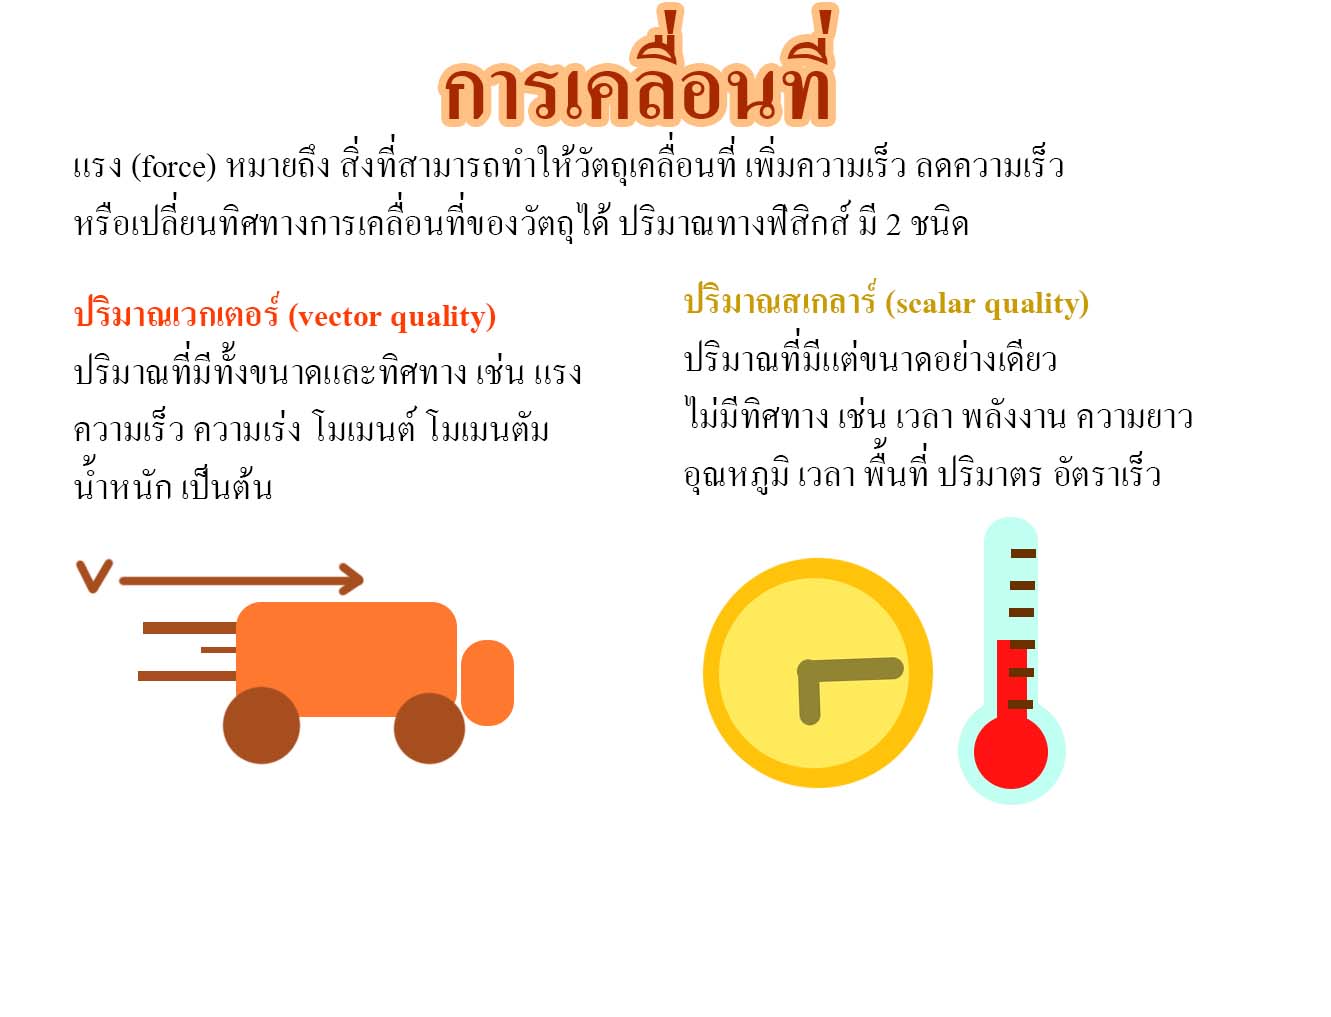 การเคลื่อนที่
แรง (force) หมายถึง สิ่งที่สามารถทำให้วัตถุเคลื่อนที่ เพิ่มความเร็ว ลดความเร็ว
หรือเปลี่ยนทิศทางการเคลื่อนที่ของวัตถุได้ ปริมาณทางฟิสิกส์ มี 2 ชนิด
ปริมาณเวกเตอร์ (vector quality)
ปริมาณที่มีทั้งขนาดและทิศทาง เช่น แรง
ความเร็ว ความเร่ง โมเมนต์ โมเมนตัม
น้ำหนัก เป็นต้น
V
ปริมาณสเกลาร์ (scalar quality)
ปริมาณที่มีแต่ขนาดอย่างเดียว
ไม่มีทิศทาง เช่น เวลา พลังงาน ความยาว
อุณหภูมิ เวลา พื้นที่ ปริมาตร อัตราเร็ว